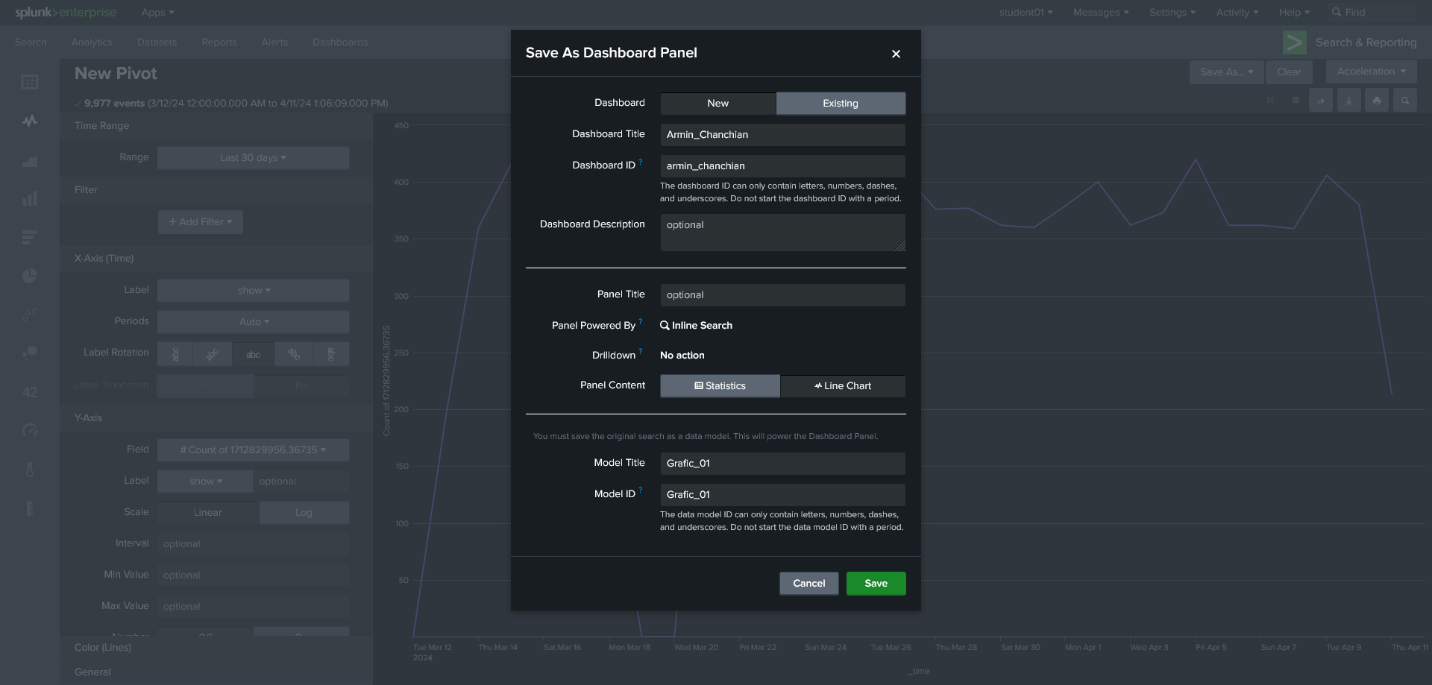 splunk>enterprise Apps ▾ student01 ▾ Messages ▾ Settings ▾ Activity ▾ Help ▾ Find
Search Analytics Datasets Reports Alerts Dashboards Search & Reporting
New Pivot
Save As... ▾ Clear Acceleration ▾
✓ 9,977 events (3/12/24 12:00:00.000 AM to 4/11/24 1:06:09.000 PM)
Time Range
Range Last 30 days ▾
Filter
+ Add Filter ▾
X-Axis (Time)
Label show ▾
Periods Auto ▾
Label Rotation abc abc abc abc abc
Label Truncation
No
Y-Axis
Field # Count of 1712829956.36735 ▾
Label show ▾ optional
Scale Linear Log
Interval optional
Min Value optional
Max Value optional
Number
Color (Lines)
General
42
Save As Dashboard Panel
Dashboard New Existing
Dashboard Title Armin_Chanchian
Dashboard ID ? armin_chanchian
The dashboard ID can only contain letters, numbers, dashes,
and underscores. Do not start the dashboard ID with a period.
Dashboard Description optional
Panel Title optional
Panel Powered By ? Inline Search
Drilldown ? No action
Panel Content Statistics Line Chart
You must save the original search as a data model. This will power the Dashboard Panel.
Model Title Grafic_01
Model ID ? Grafic_01
The data model ID can only contain letters, numbers, dashes,
and underscores. Do not start the data model ID with a period.
Cancel Save
Count of 1712829956.36735
450
400
350
300
250
200
150
100
50
Tue Mar 12 Thu Mar 14 Sat Mar 16 Mon Mar 18 Wed Mar 20 Fri Mar 22 Sun Mar 24 Tue Mar 26 Thu Mar 28 Sat Mar 30 Mon Apr 1 Wed Apr 3 Fri Apr 5 Sun Apr 7 Tue Apr 9 Thu Apr 11
2024
_time